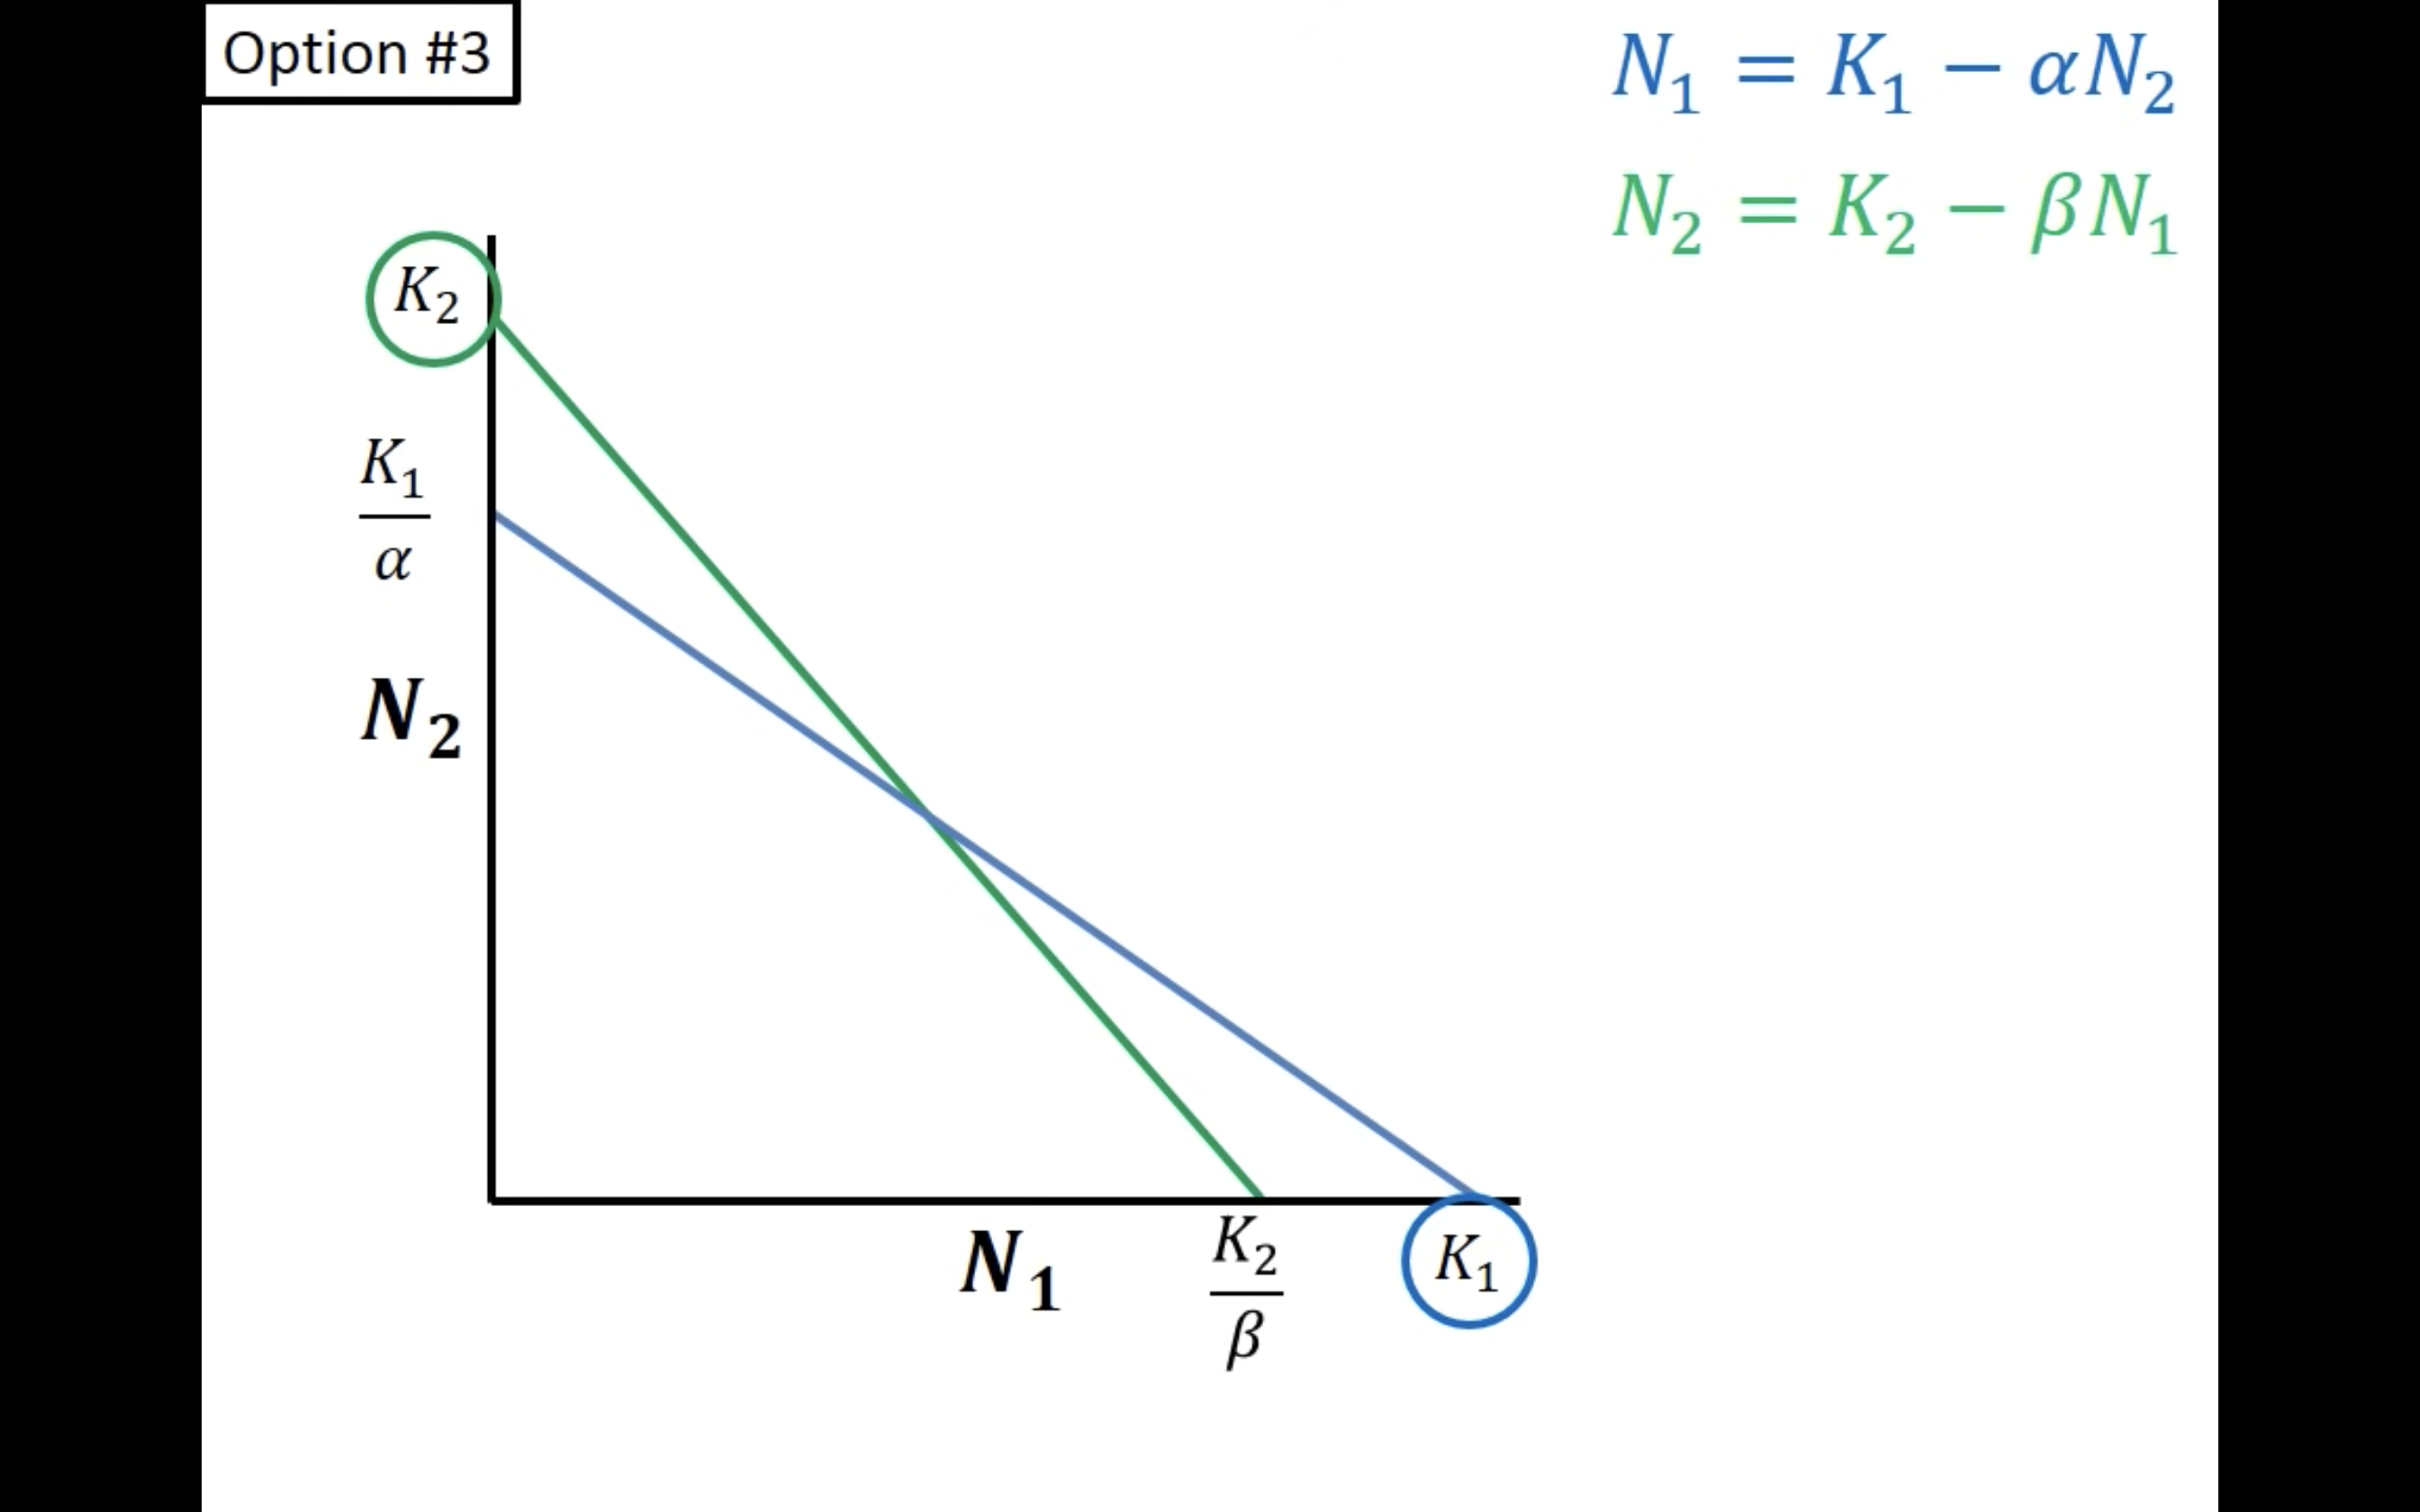 Option #3
N₁ = K₁ − αN₂
N₂ = K₂ − βN₁
K₂
K₁
α
N₂
N₁
K₂
β
K₁